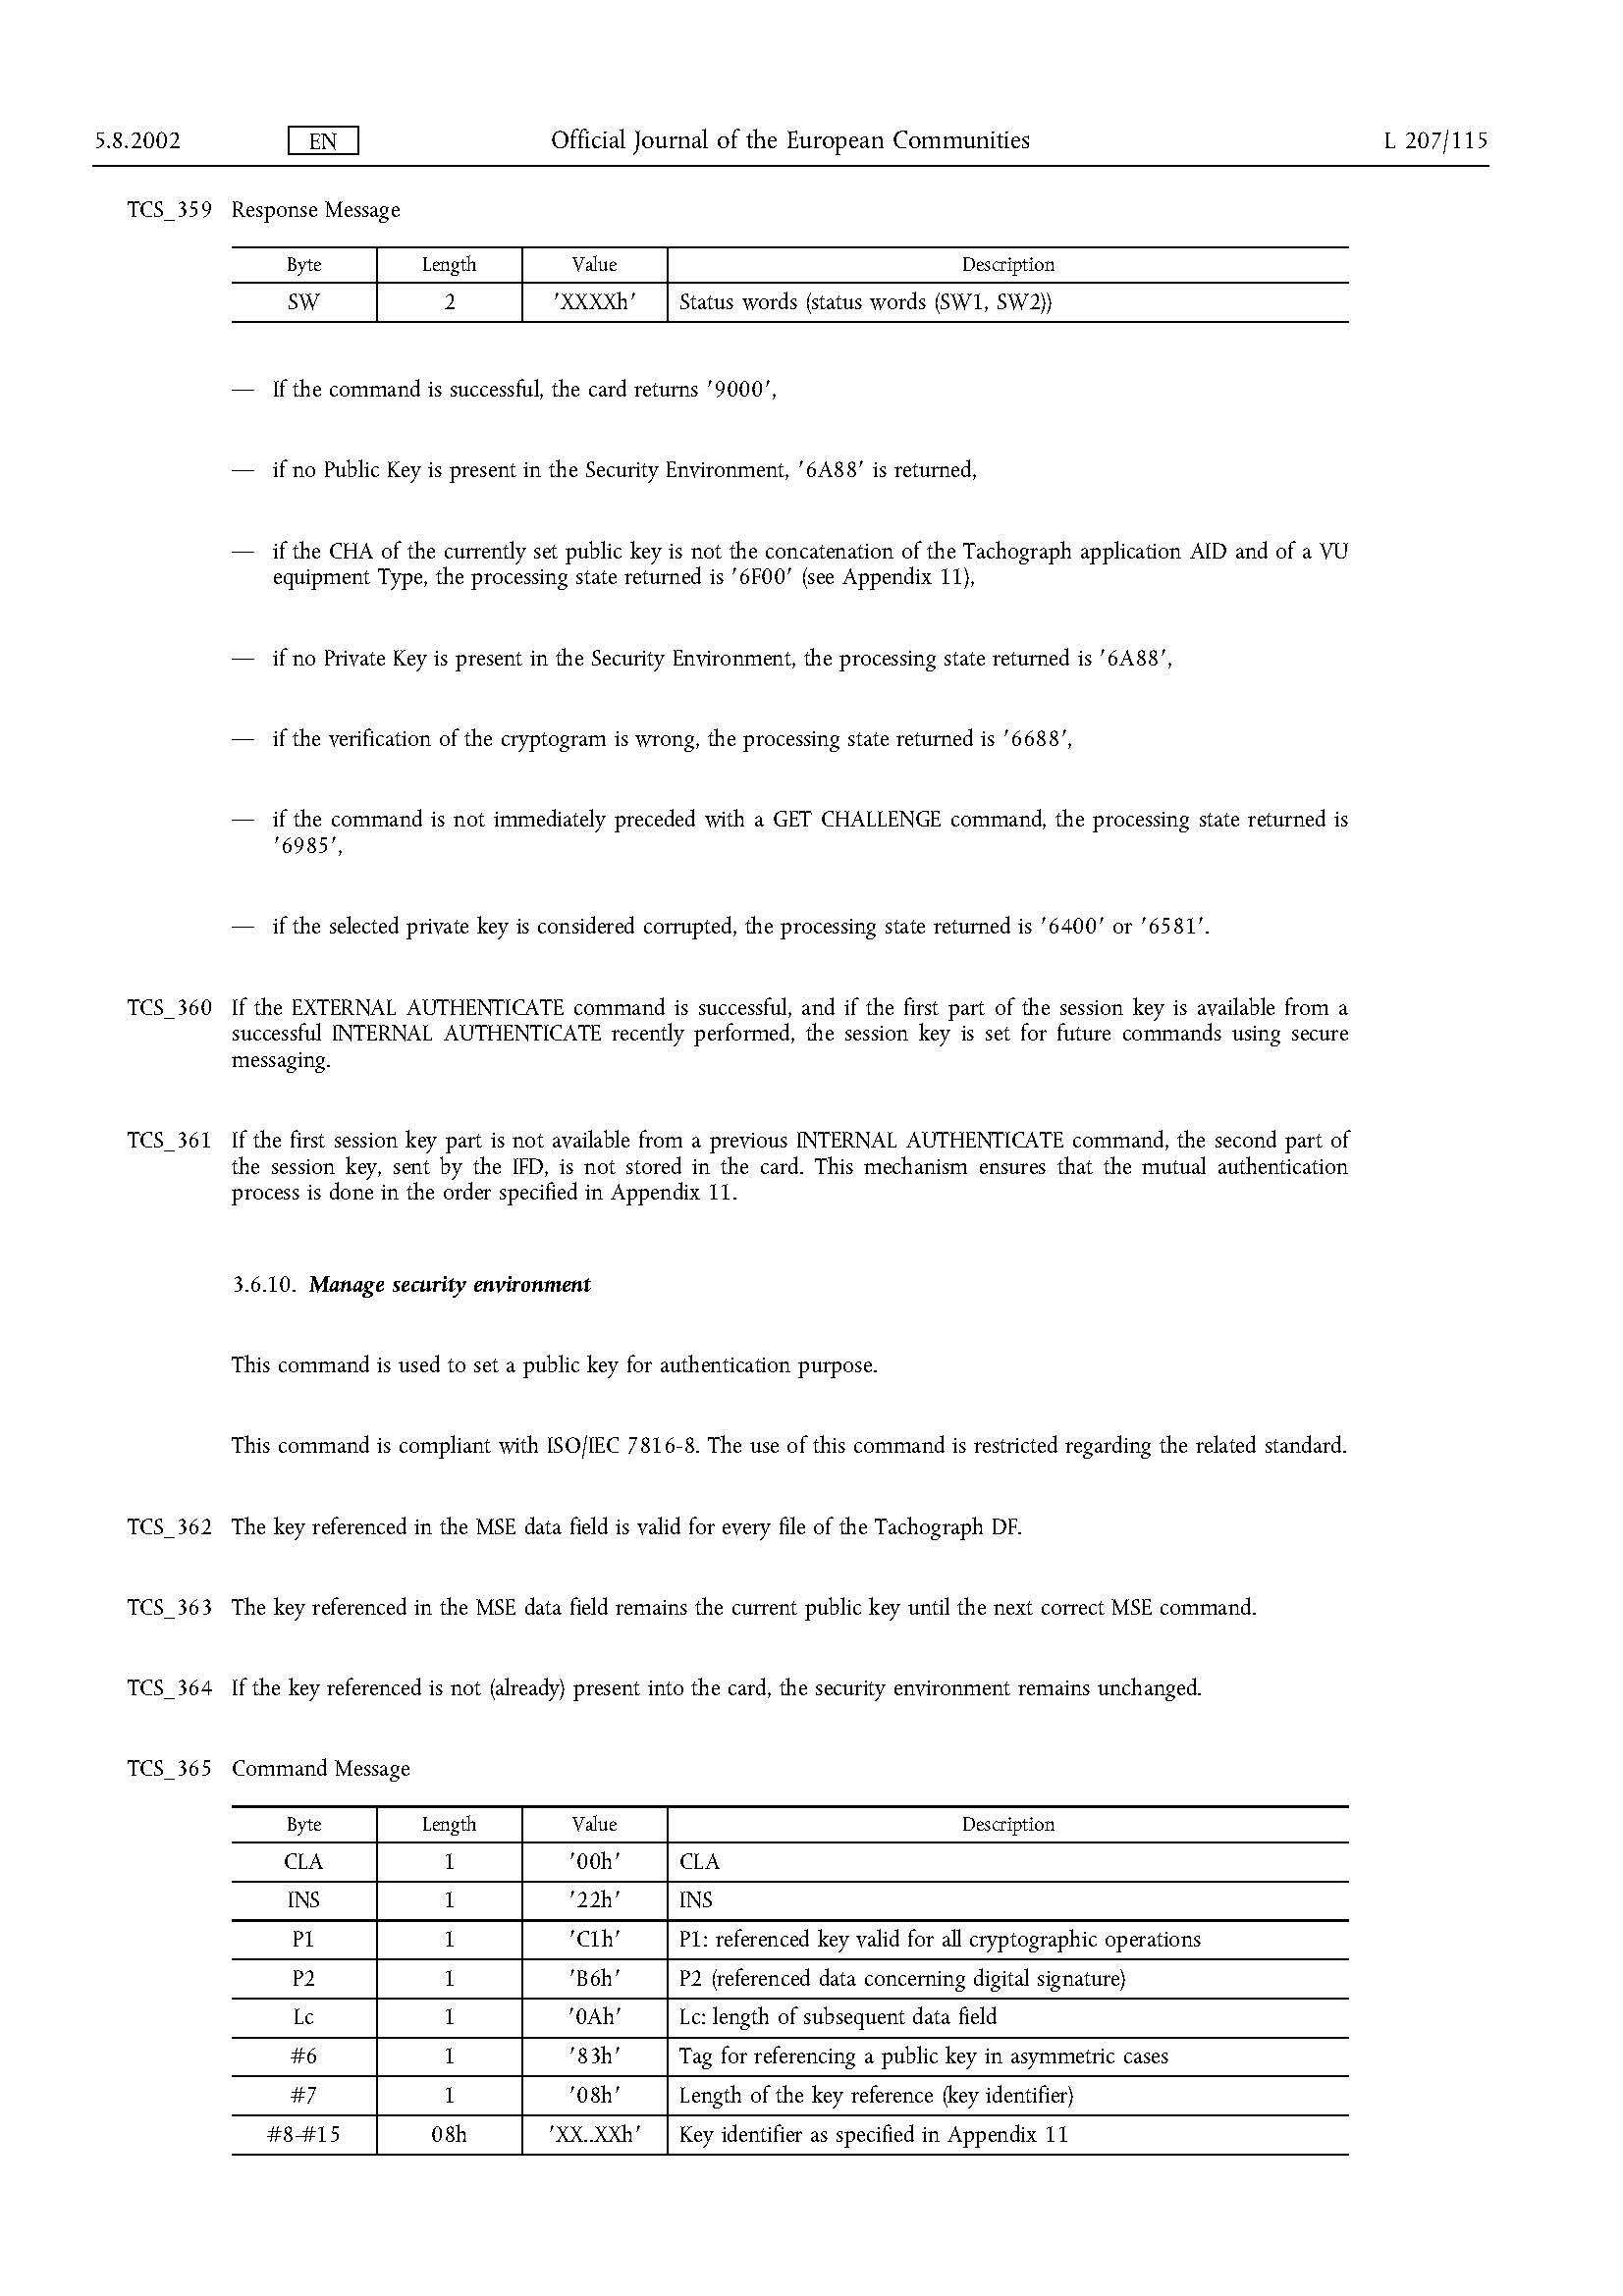 5.8.2002 EN Official Journal of the European Communities L 207/115
TCS_359 Response Message
Byte Length Value Description
SW 2 'XXXXh' Status words (status words (SW1, SW2))
— If the command is successful, the card returns '9000',
— if no Public Key is present in the Security Environment, '6A88' is returned,
— if the CHA of the currently set public key is not the concatenation of the Tachograph application AID and of a VU
equipment Type, the processing state returned is '6F00' (see Appendix 11),
— if no Private Key is present in the Security Environment, the processing state returned is '6A88',
— if the verification of the cryptogram is wrong, the processing state returned is '6688',
— if the command is not immediately preceded with a GET CHALLENGE command, the processing state returned is
'6985',
— if the selected private key is considered corrupted, the processing state returned is '6400' or '6581'.
TCS_360 If the EXTERNAL AUTHENTICATE command is successful, and if the first part of the session key is available from a
successful INTERNAL AUTHENTICATE recently performed, the session key is set for future commands using secure
messaging.
TCS_361 If the first session key part is not available from a previous INTERNAL AUTHENTICATE command, the second part of
the session key, sent by the IFD, is not stored in the card. This mechanism ensures that the mutual authentication
process is done in the order specified in Appendix 11.
3.6.10. Manage security environment
This command is used to set a public key for authentication purpose.
This command is compliant with ISO/IEC 7816-8. The use of this command is restricted regarding the related standard.
TCS_362 The key referenced in the MSE data field is valid for every file of the Tachograph DF.
TCS_363 The key referenced in the MSE data field remains the current public key until the next correct MSE command.
TCS_364 If the key referenced is not (already) present into the card, the security environment remains unchanged.
TCS_365 Command Message
Byte Length Value Description
CLA 1 '00h' CLA
INS 1 '22h' INS
P1 1 'C1h' P1: referenced key valid for all cryptographic operations
P2 1 'B6h' P2 (referenced data concerning digital signature)
Lc 1 '0Ah' Lc: length of subsequent data field
#6 1 '83h' Tag for referencing a public key in asymmetric cases
#7 1 '08h' Length of the key reference (key identifier)
#8-#15 08h 'XX..XXh' Key identifier as specified in Appendix 11